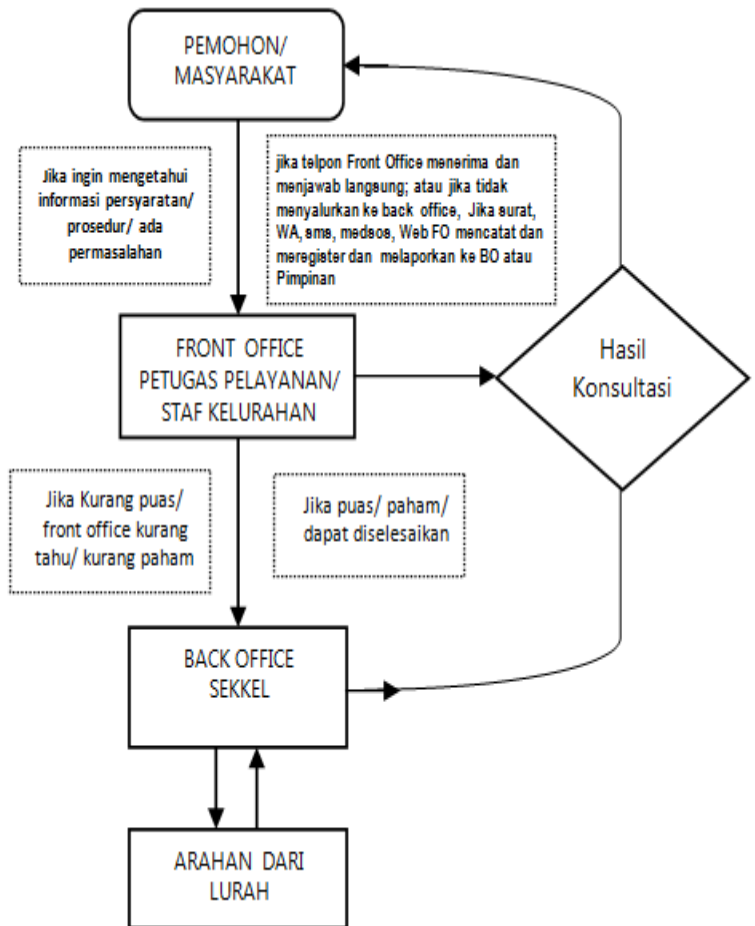 PEMOHON/
MASYARAKAT
Jika ingin mengetahui
informasi persyaratan/
prosedur/ ada
permasalahan
jika telpon Front Office menerima dan
menjawab langsung; atau jika tidak
menyalurkan ke back office, Jika surat,
WA, sms, medsos, Web FO mencatat dan
meregister dan melaporkan ke BO atau
Pimpinan
FRONT OFFICE
PETUGAS PELAYANAN/
STAF KELURAHAN
Hasil
Konsultasi
Jika Kurang puas/
front office kurang
tahu/ kurang paham
Jika puas/ paham/
dapat diselesaikan
BACK OFFICE
SEKKEL
ARAHAN DARI
LURAH